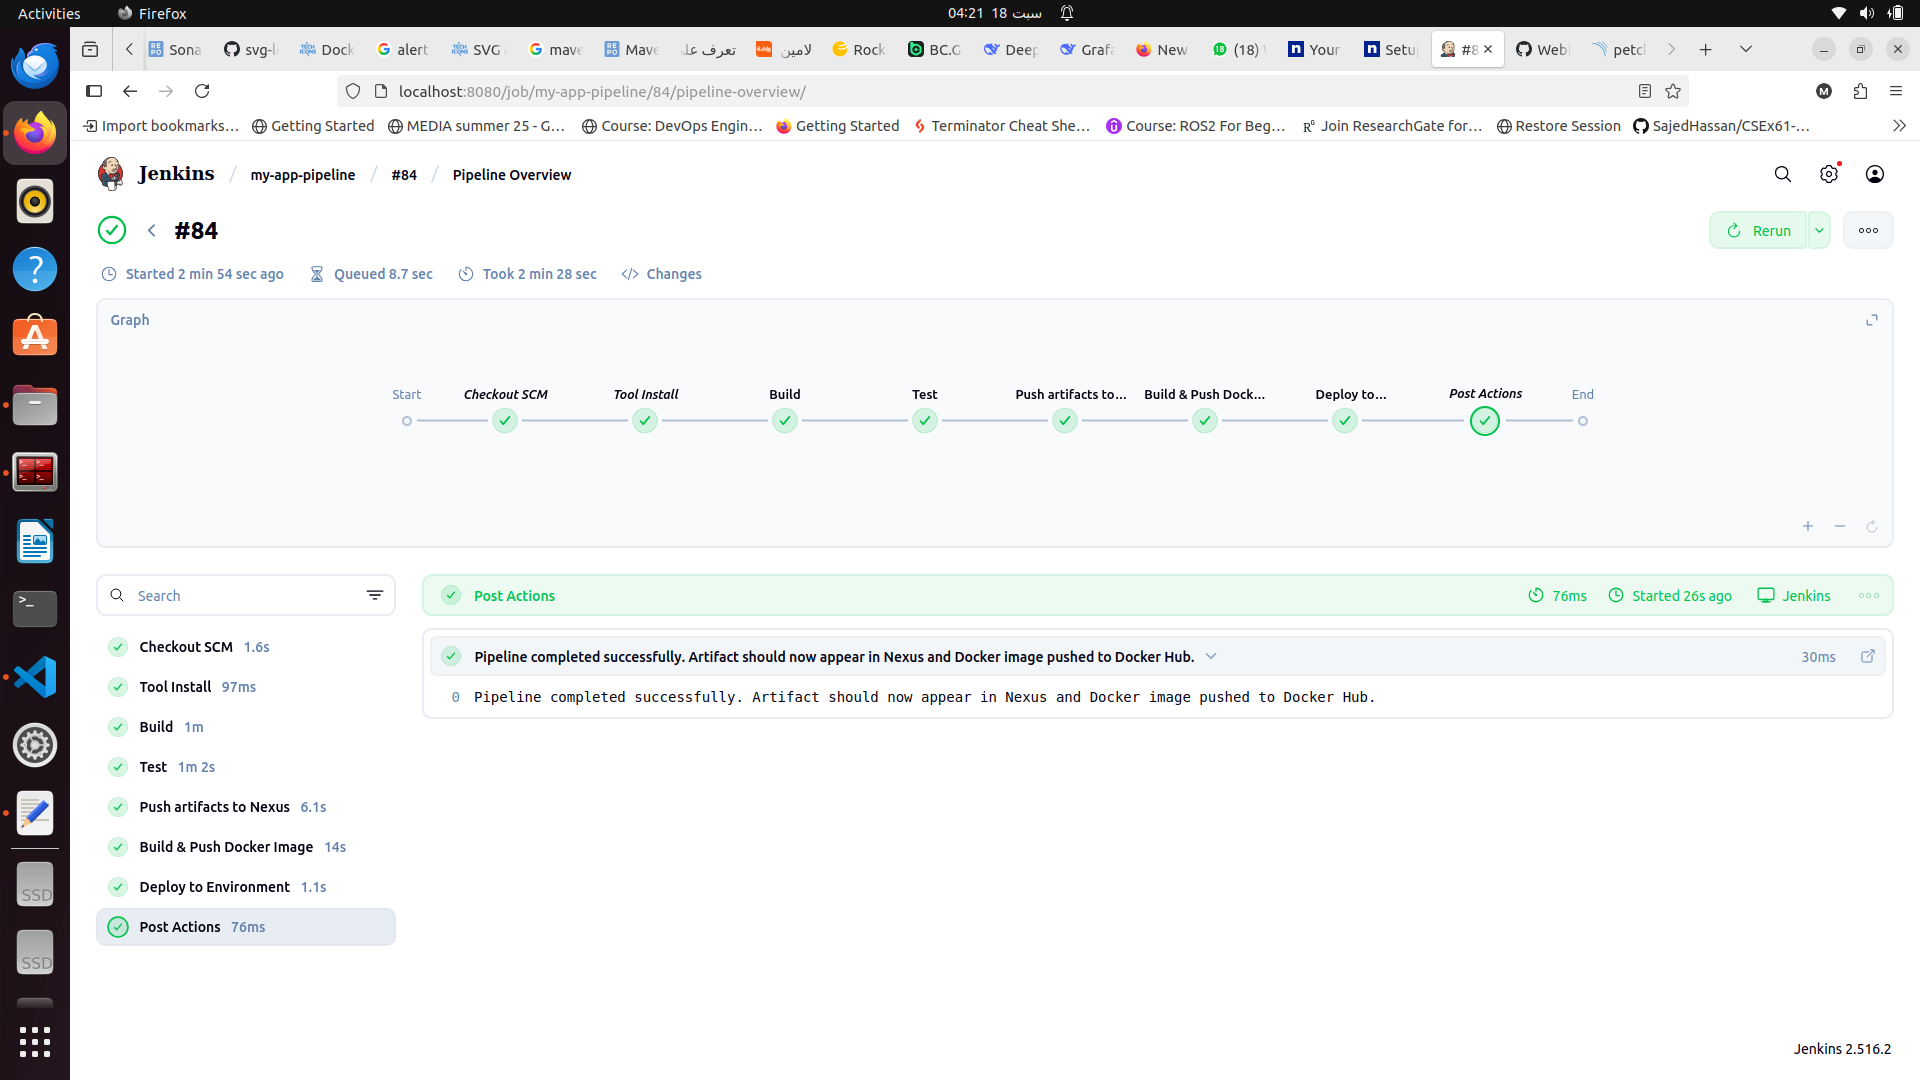 Activities
Firefox
04:21 18 سبت
Sona
svg-l
Dock
alert
SVG
mave
Mave
تعرف عل
لامين
Rock
BC.G
Deep
Grafa
New
(18)
Your
Setup
#8
Webl
petcl
localhost:8080/job/my-app-pipeline/84/pipeline-overview/
M
Import bookmarks...
Getting Started
MEDIA summer 25 - G...
Course: DevOps Engin...
Getting Started
Terminator Cheat She...
Course: ROS2 For Beg...
Join ResearchGate for...
Restore Session
SajedHassan/CSEx61-...
Jenkins / my-app-pipeline / #84 / Pipeline Overview
#84
Rerun
Started 2 min 54 sec ago
Queued 8.7 sec
Took 2 min 28 sec
Changes
Graph
Start
Checkout SCM
Tool Install
Build
Test
Push artifacts to...
Build & Push Dock...
Deploy to...
Post Actions
End
Search
Post Actions
76ms
Started 26s ago
Jenkins
Checkout SCM 1.6s
Tool Install 97ms
Build 1m
Test 1m 2s
Push artifacts to Nexus 6.1s
Build & Push Docker Image 14s
Deploy to Environment 1.1s
Post Actions 76ms
Pipeline completed successfully. Artifact should now appear in Nexus and Docker image pushed to Docker Hub.
30ms
0 Pipeline completed successfully. Artifact should now appear in Nexus and Docker image pushed to Docker Hub.
SSD
SSD
Jenkins 2.516.2